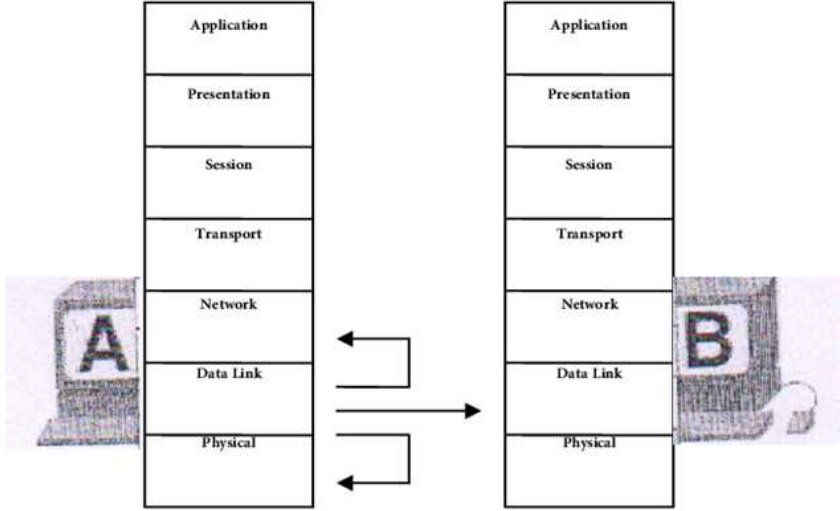 Application
Presentation
Session
Transport
Network
Data Link
Physical
A
Application
Presentation
Session
Transport
Network
Data Link
Physical
B